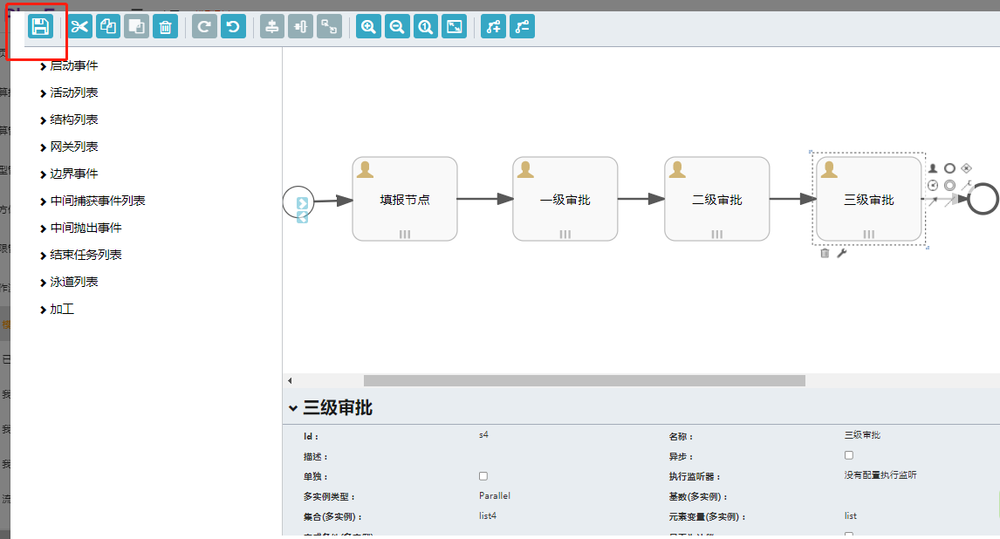 启动事件
活动列表
结构列表
网关列表
边界事件
中间捕获事件列表
中间抛出事件
结束任务列表
泳道列表
加工
填报节点
一级审批
二级审批
三级审批
三级审批
Id : s4 名称 : 三级审批
描述 : 异步 :
单独 : 执行监听器 : 没有配置执行监听
多实例类型 : Parallel 基数(多实例) :
集合(多实例) : list4 元素变量(多实例) : list